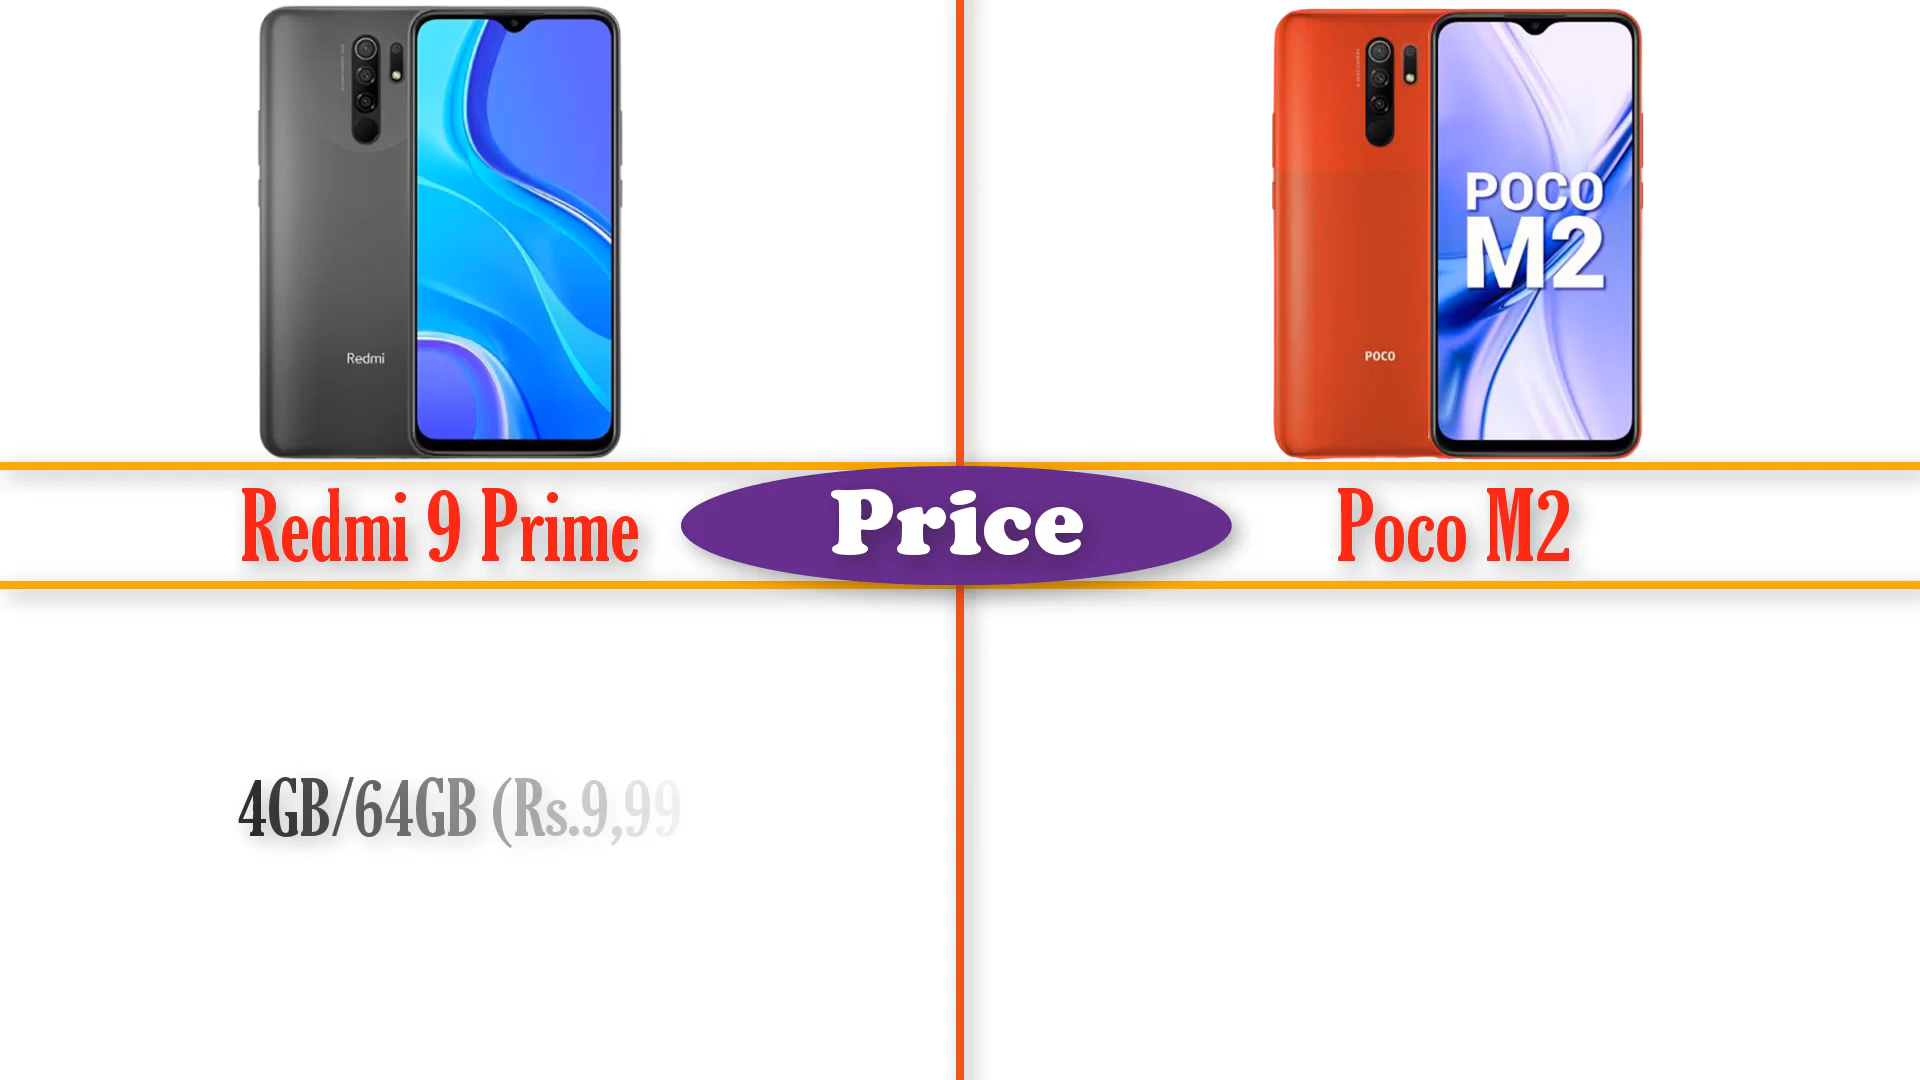 Redmi
POCO
POCO
M2
Redmi 9 Prime
Price
Poco M2
4GB/64GB (Rs.9,99